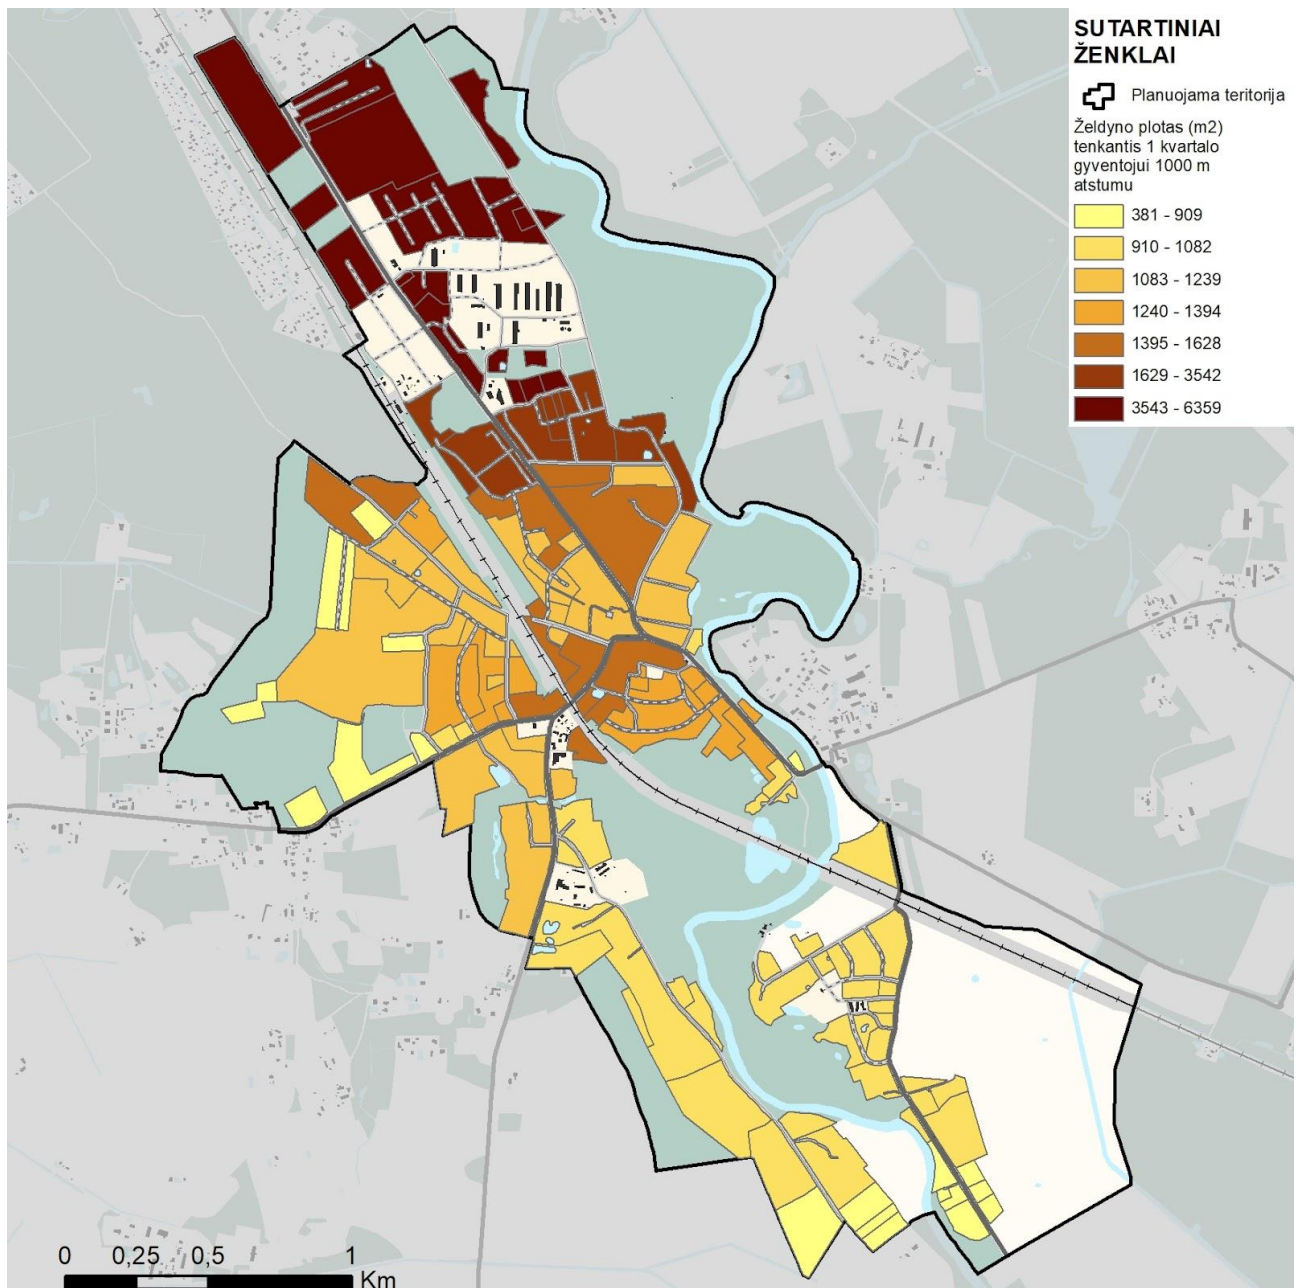 SUTARTINIAI
ŽENKLAI
Planuojama teritorija
Želdyno plotas (m2)
tenkantis 1 kvartalo
gyventojui 1000 m
atstumu
381 - 909
910 - 1082
1083 - 1239
1240 - 1394
1395 - 1628
1629 - 3542
3543 - 6359
0 0,25 0,5 1
Km